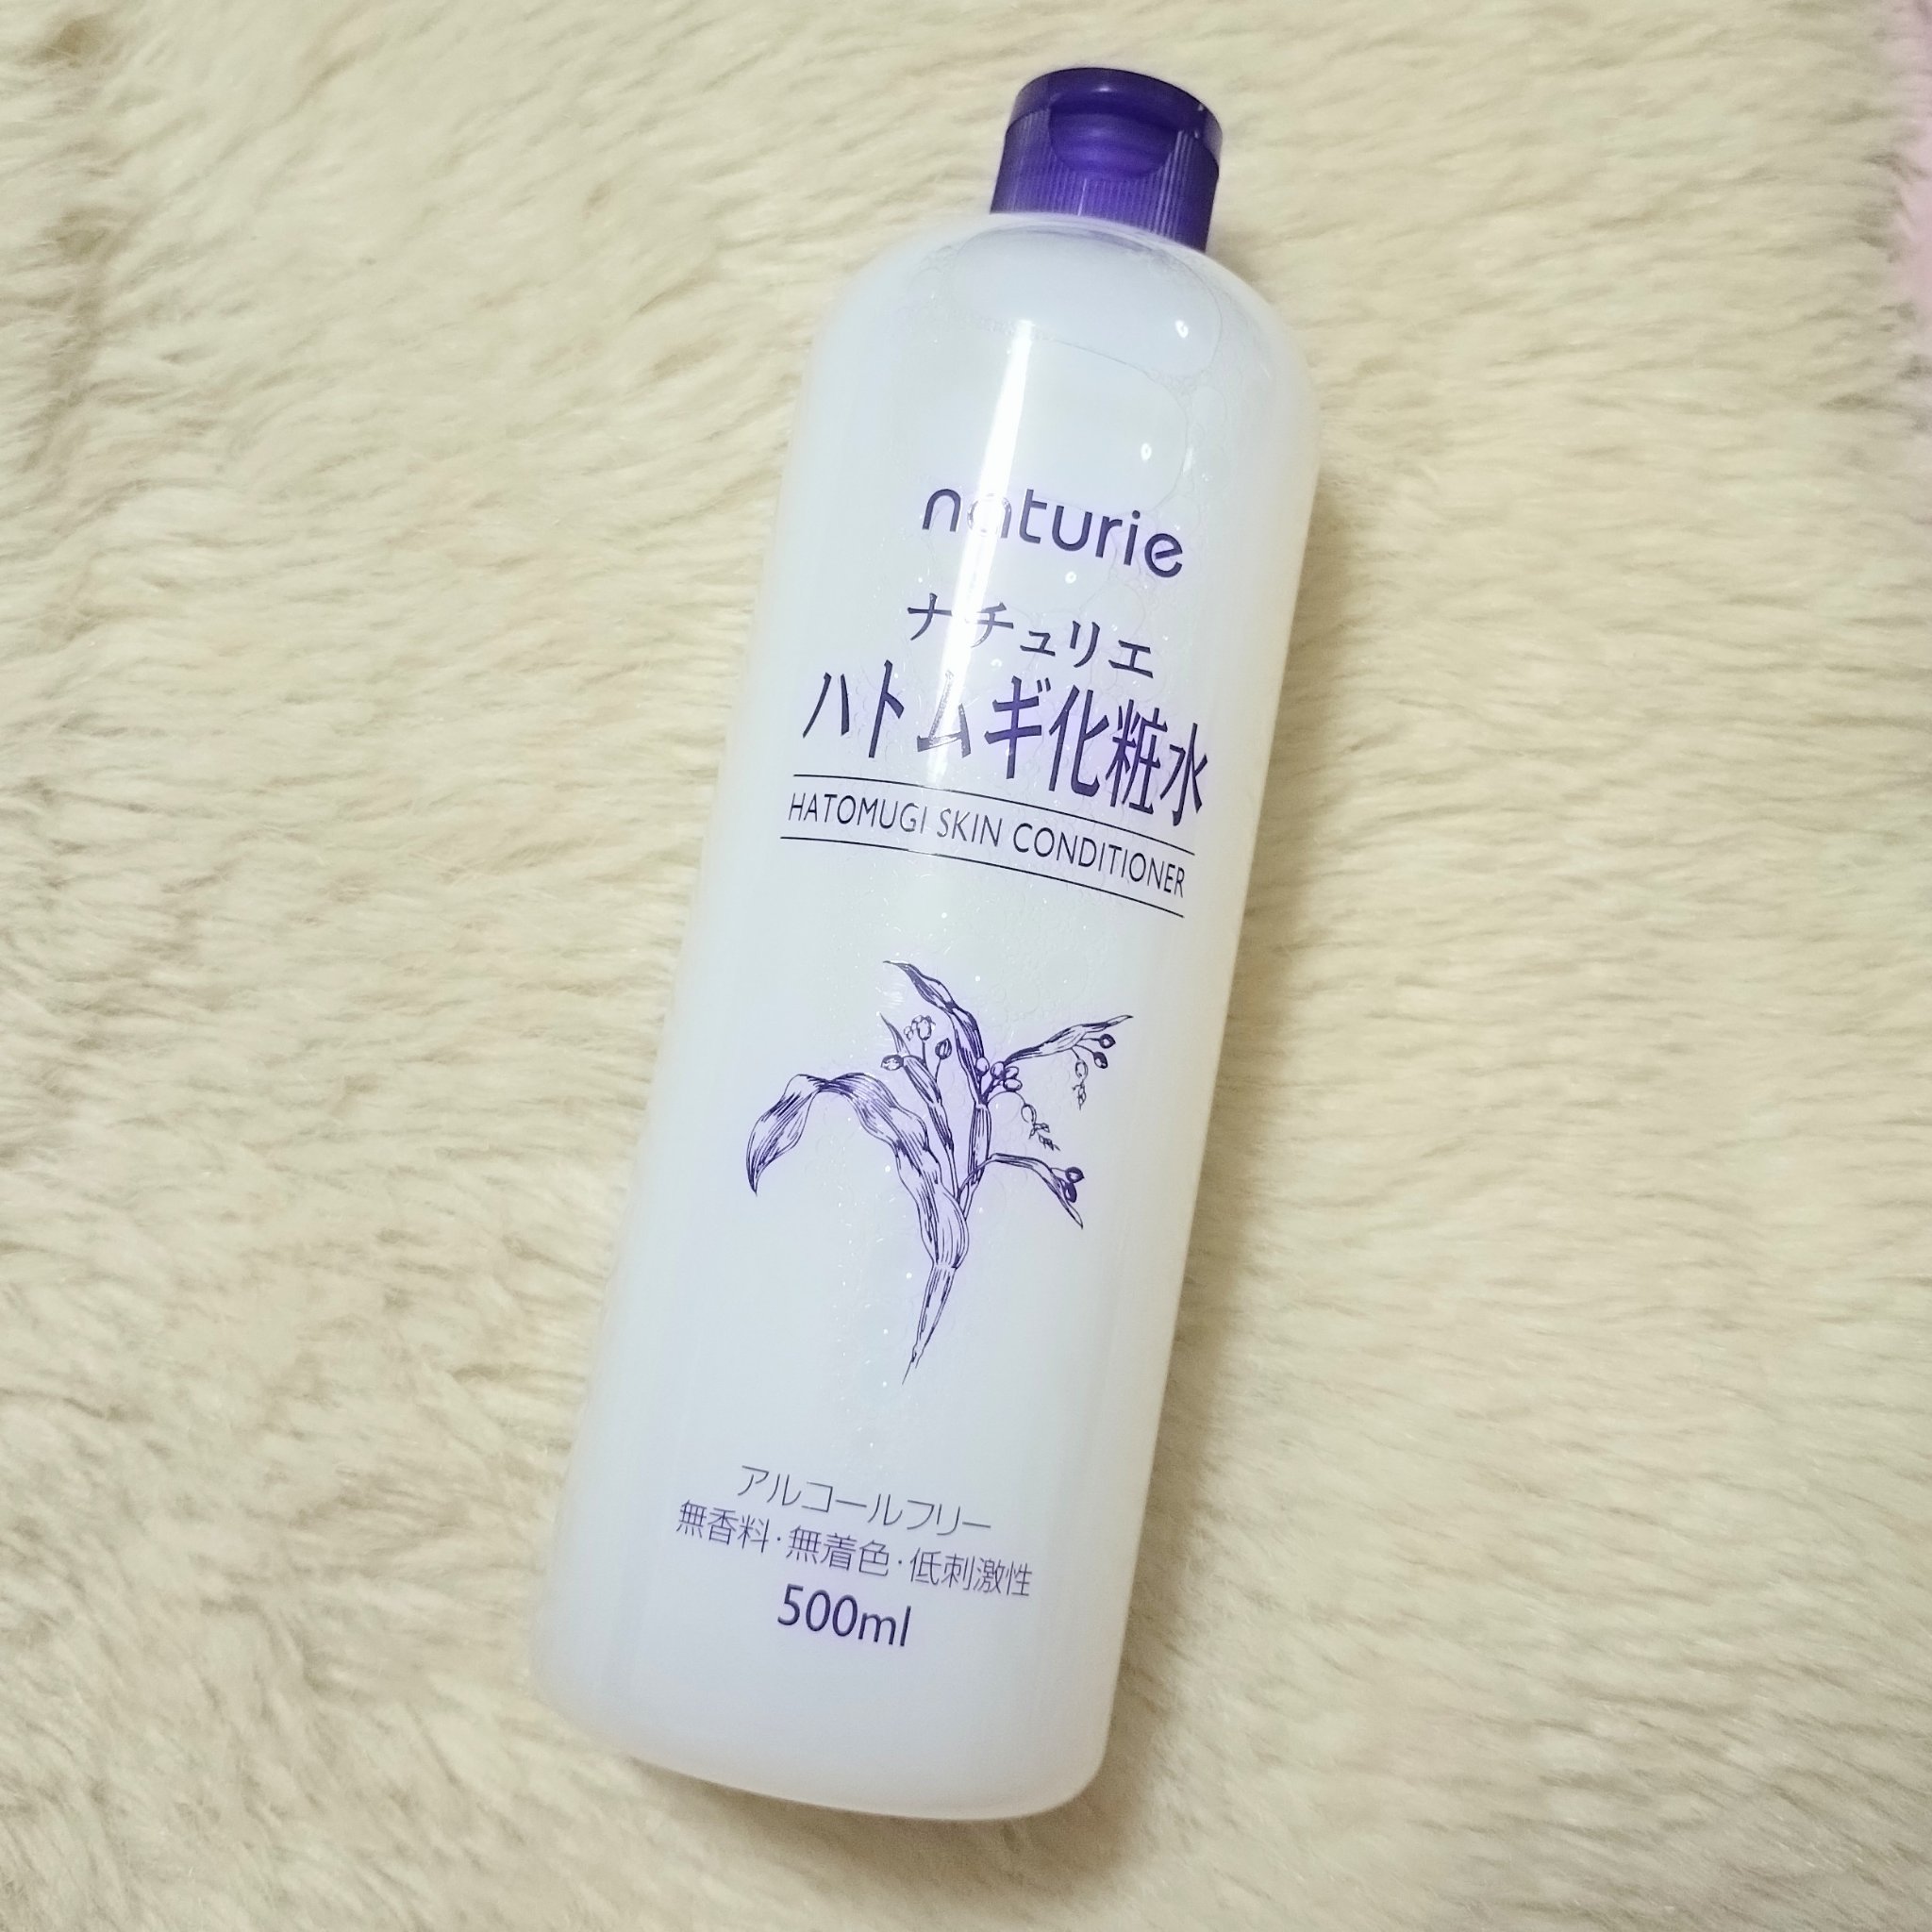 naturie
ナチュリエ
ハトムギ化粧水
HATOMUGI SKIN CONDITIONER
アルコールフリー
無香料・無着色・低刺激性
500ml